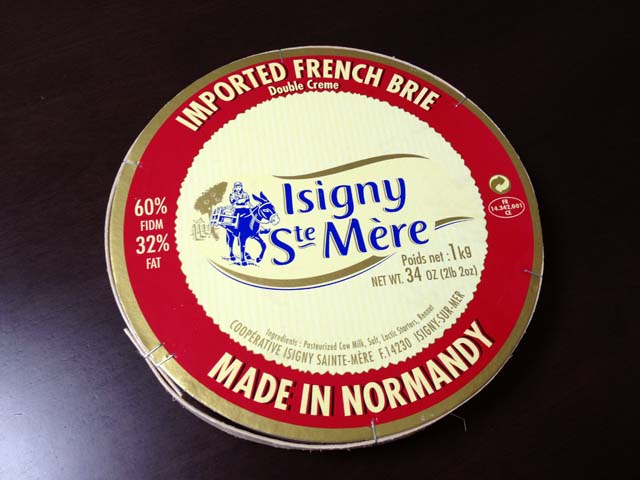 IMPORTED FRENCH BRIE
Double Creme
60%
FIDM
32%
FAT
Isigny
Ste Mère
FR
14.342.001
CE
Poids net : 1 kg
NET WT. 34 OZ (2lb 2oz)
Ingredients : Pasteurized Cow Milk, Salt, Lactic Starters, Rennet
COOPÉRATIVE ISIGNY SAINTE-MÈRE F.14230 ISIGNY-SUR-MER
MADE IN NORMANDY